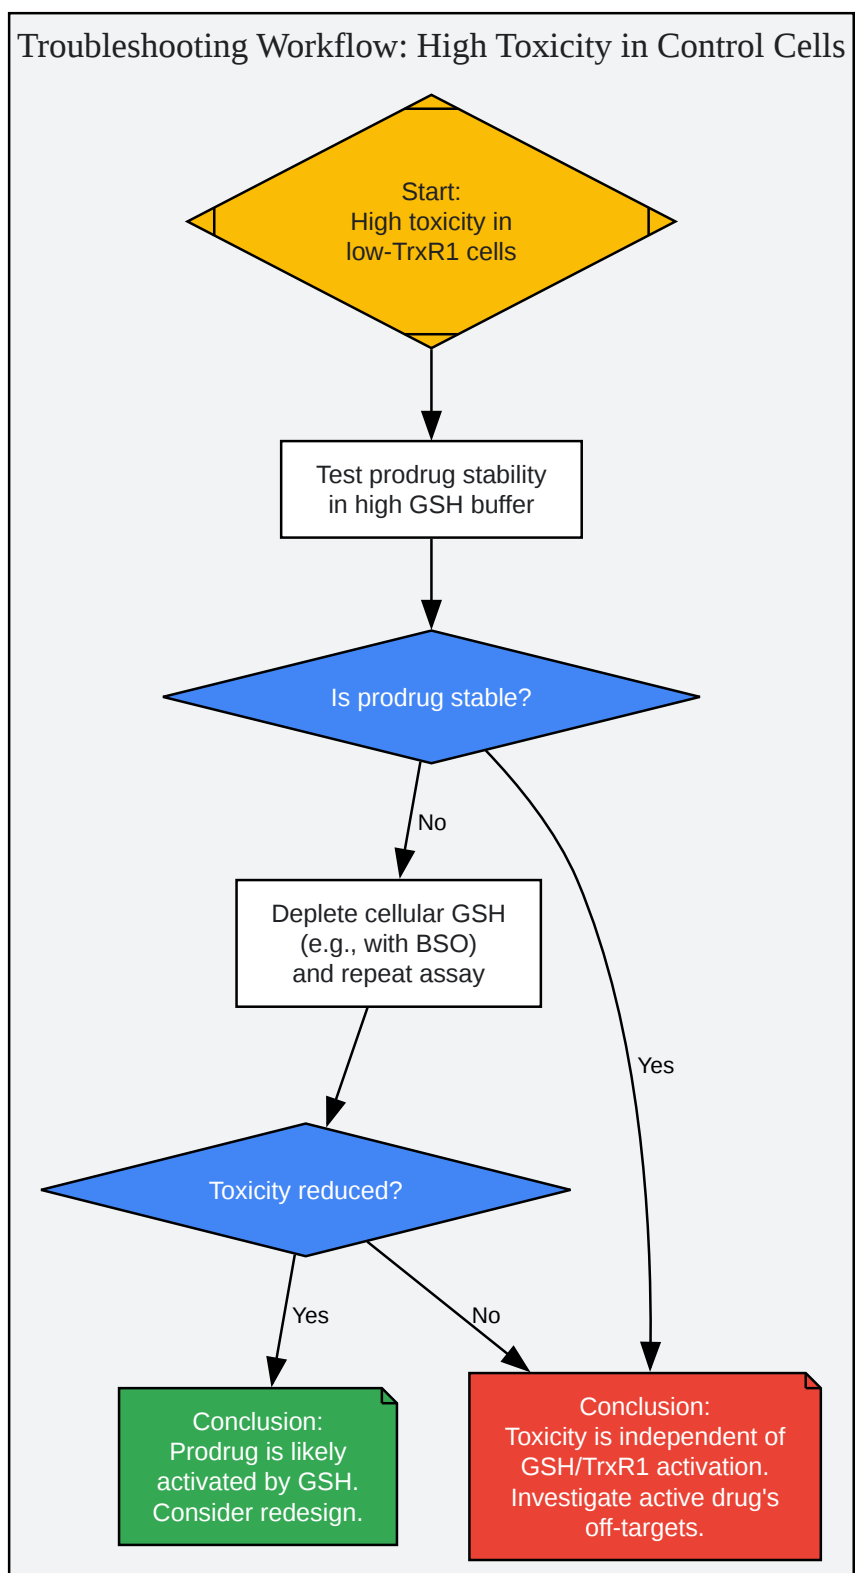 Troubleshooting Workflow: High Toxicity in Control Cells
Start:
High toxicity in
low-TrxR1 cells
Test prodrug stability
in high GSH buffer
Is prodrug stable?
No
Deplete cellular GSH
(e.g., with BSO)
and repeat assay
Yes
Toxicity reduced?
Yes
No
Conclusion:
Prodrug is likely
activated by GSH.
Consider redesign.
Conclusion:
Toxicity is independent of
GSH/TrxR1 activation.
Investigate active drug's
off-targets.